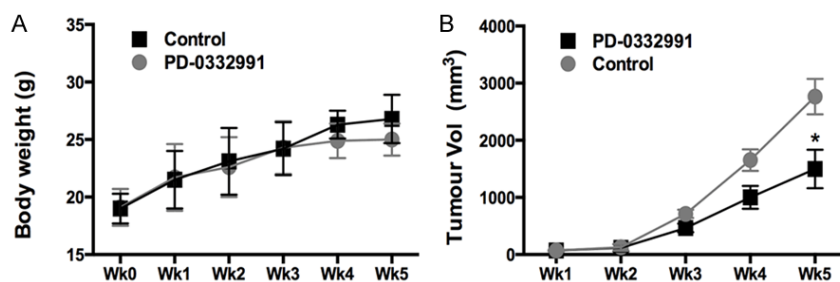 A
35
30
25
20
15
Body weight (g)
Control
PD-0332991
Wk0 Wk1 Wk2 Wk3 Wk4 Wk5
B
4000
3000
2000
1000
0
Tumour Vol (mm³)
PD-0332991
Control
*
Wk1 Wk2 Wk3 Wk4 Wk5